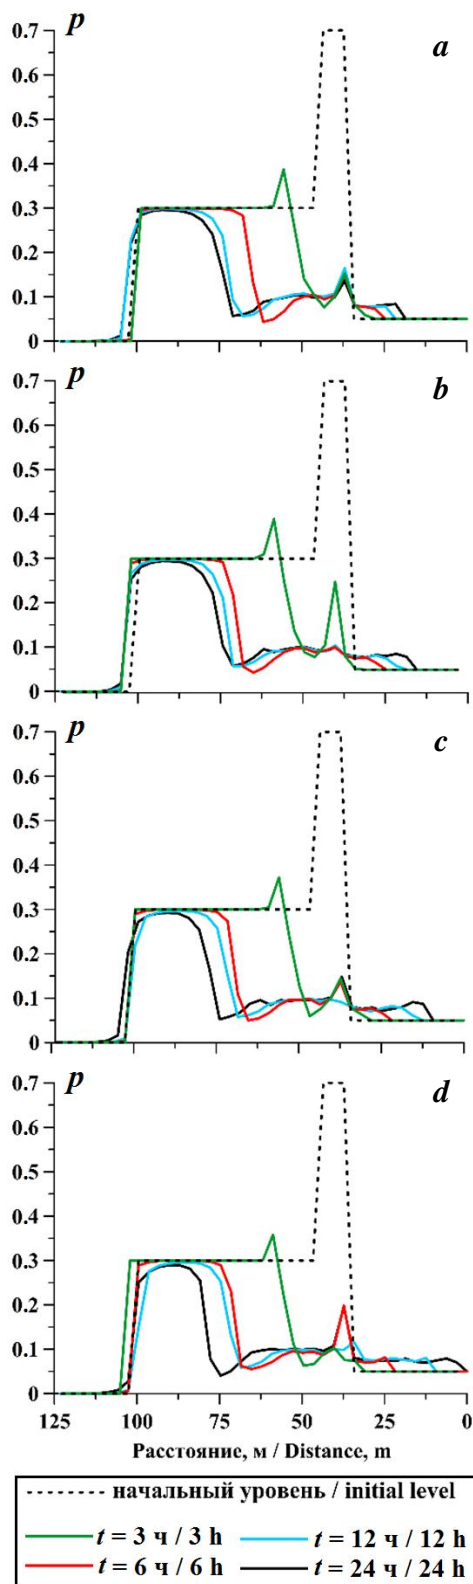 p
a
0.7
0.6
0.5
0.4
0.3
0.2
0.1
0
p
b
0.7
0.6
0.5
0.4
0.3
0.2
0.1
0
p
c
0.7
0.6
0.5
0.4
0.3
0.2
0.1
0
p
d
0.7
0.6
0.5
0.4
0.3
0.2
0.1
0
125 100 75 50 25 0
Расстояние, м / Distance, m
начальный уровень / initial level
t = 3 ч / 3 h t = 12 ч / 12 h
t = 6 ч / 6 h t = 24 ч / 24 h